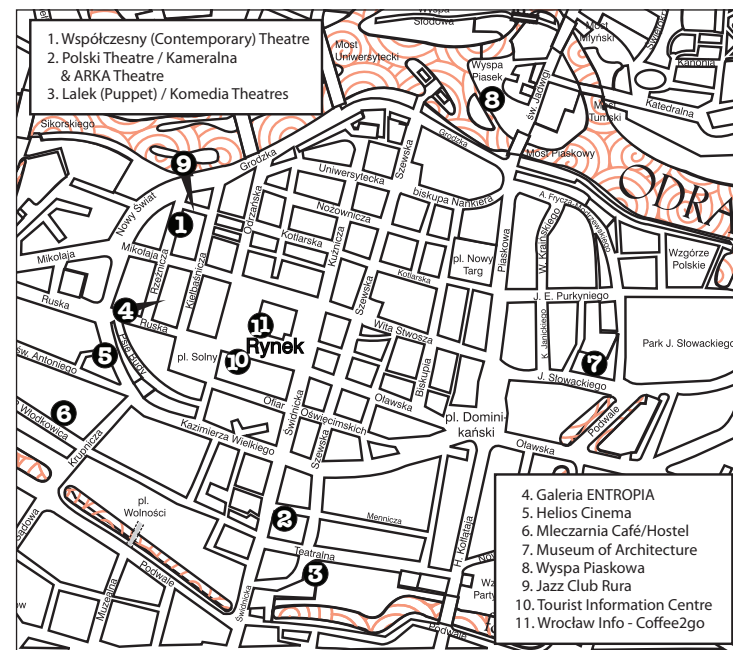 1. Współczesny (Contemporary) Theatre
2. Polski Theatre / Kameralna
& ARKA Theatre
3. Lalek (Puppet) / Komedia Theatres
Wyspa
Słodowa
Most
Młyński
Most
Uniwersytecki
Wyspa
Piasek
8
św. Jadwigi
Kanonia
Katedralna
Most
Tumski
Sikorskiego
Grodzka
Grodzka
Szewska
Most Piaskowy
ODRA
9
Uniwersytecka
biskupa Nankiera
A. Frycza Modrzewskiego
Nowy Świat
1
Odrzańska
Nożownicza
Kotlarska
Kuźnicza
Kotlarska
pl. Nowy
Targ
Piaskowa
W. Kraińskiego
Wzgórze
Polskie
Mikołaja
Mikołaja
Rzeźnicza
Kiełbaśnicza
Szewska
J. E. Purkyniego
Ruska
4
Ruska
11
Rynek
Wita Stwosza
K. Janickiego
Park J. Słowackiego
św. Antoniego
5
pl. Solny
10
Biskupia
7
J. Słowackiego
6
Włodkowica
Krupnicza
Kazimierza Wielkiego
Ofiar
Oświęcimskich
Świdnicka
Szewska
Oławska
pl. Domini-
kański
Podwale
Oławska
pl.
Wolności
2
Mennicza
Teatralna
3
H. Kołłątaja
Podwale
Muzealna
Świdnicka
Podwale
4. Galeria ENTROPIA
5. Helios Cinema
6. Mleczarnia Café/Hostel
7. Museum of Architecture
8. Wyspa Piaskowa
9. Jazz Club Rura
10. Tourist Information Centre
11. Wrocław Info - Coffee2go